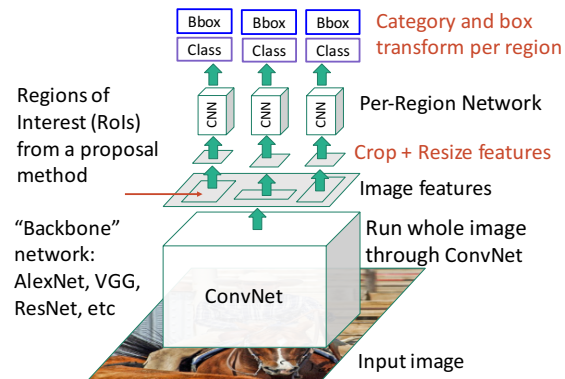 Bbox Bbox Bbox
Class Class Class
Category and box
transform per region
Regions of
Interest (RoIs)
from a proposal
method
CNN CNN CNN
Per-Region Network
Crop + Resize features
Image features
“Backbone”
network:
AlexNet, VGG,
ResNet, etc
ConvNet
Run whole image
through ConvNet
Input image